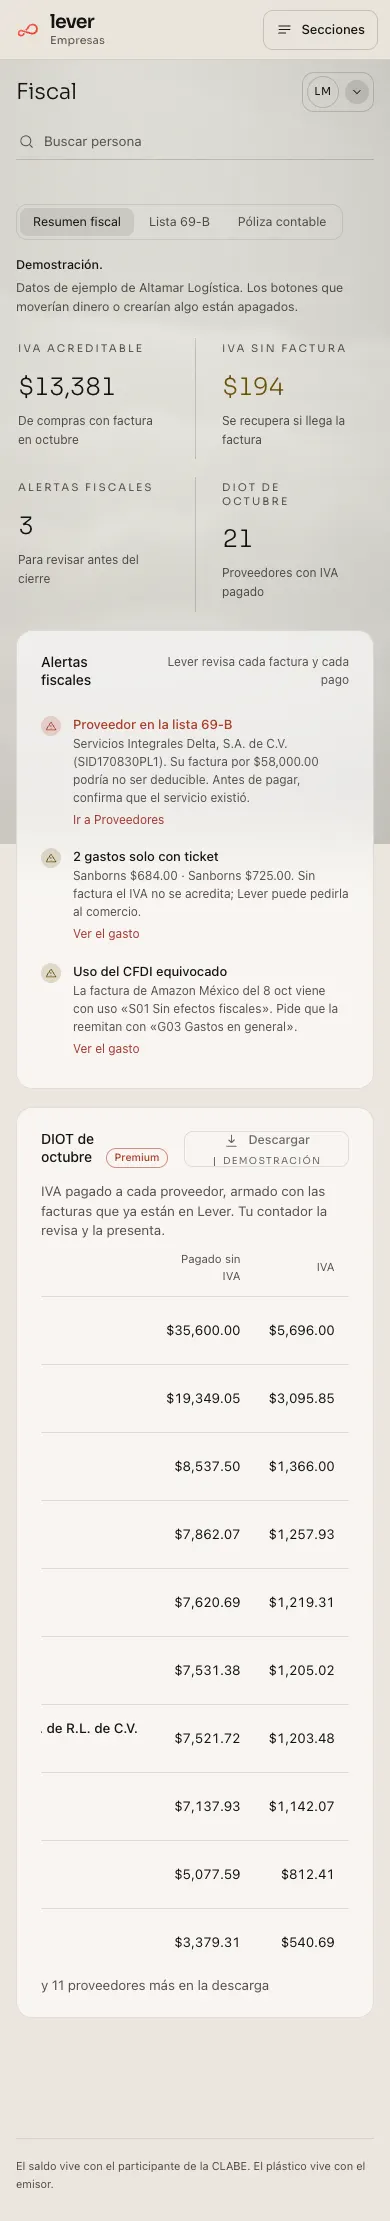 lever
Empresas
Secciones
Fiscal
LM
Buscar persona
Resumen fiscal
Lista 69-B
Póliza contable
Demostración.
Datos de ejemplo de Altamar Logística. Los botones que
moverían dinero o crearían algo están apagados.
IVA ACREDITABLE
$13,381
De compras con factura
en octubre
IVA SIN FACTURA
$194
Se recupera si llega la
factura
ALERTAS FISCALES
3
Para revisar antes del
cierre
DIOT DE
OCTUBRE
21
Proveedores con IVA
pagado
Alertas
fiscales
Lever revisa cada factura y cada
pago
Proveedor en la lista 69-B
Servicios Integrales Delta, S.A. de C.V.
(SID170830PL1). Su factura por $58,000.00
podría no ser deducible. Antes de pagar,
confirma que el servicio existió.
Ir a Proveedores
2 gastos solo con ticket
Sanborns $684.00 · Sanborns $725.00. Sin
factura el IVA no se acredita; Lever puede pedirla
al comercio.
Ver el gasto
Uso del CFDI equivocado
La factura de Amazon México del 8 oct viene
con uso «S01 Sin efectos fiscales». Pide que la
reemitan con «G03 Gastos en general».
Ver el gasto
DIOT de
octubre
Premium
Descargar
| DEMOSTRACIÓN
IVA pagado a cada proveedor, armado con las
facturas que ya están en Lever. Tu contador la
revisa y la presenta.
Pagado sin
IVA
IVA
$35,600.00 $5,696.00
$19,349.05 $3,095.85
$8,537.50 $1,366.00
$7,862.07 $1,257.93
$7,620.69 $1,219.31
$7,531.38 $1,205.02
. de R.L. de C.V. $7,521.72 $1,203.48
$7,137.93 $1,142.07
$5,077.59 $812.41
$3,379.31 $540.69
y 11 proveedores más en la descarga
El saldo vive con el participante de la CLABE. El plástico vive con el
emisor.